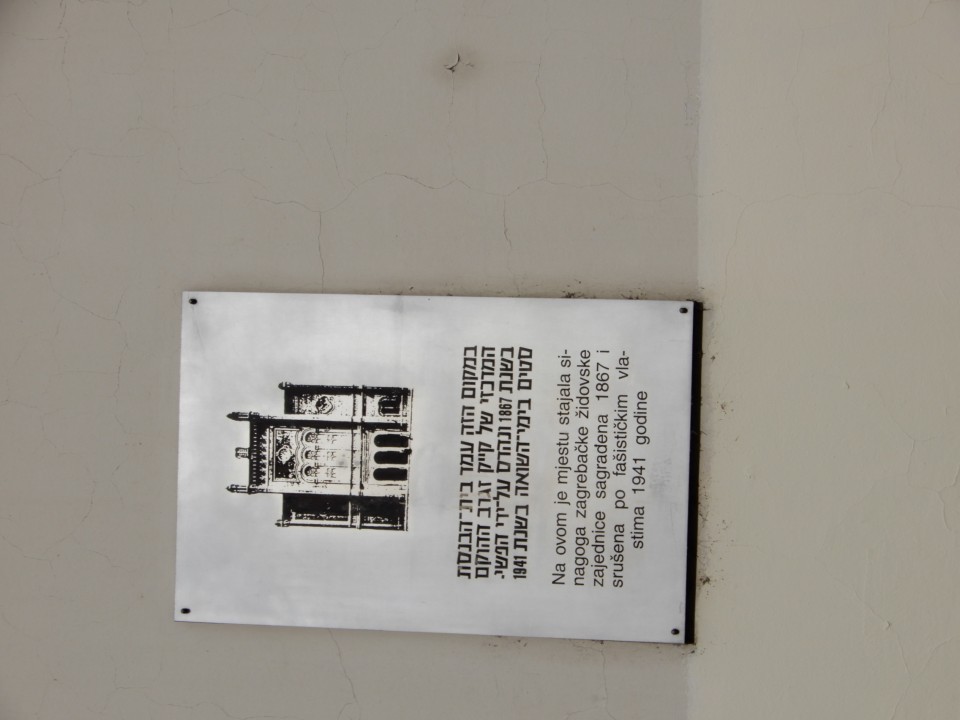 במקום הזה עמד בית-הכנסת
המרכזי של ק״ק זגרב
בשנת 1867 ונהרס על-ידי הפשי-
סטים בימי השואה בשנת 1941
Na ovom je mjestu stajala si-
nagoga zagrebačke židovske
zajednice sagrađena 1867 i
srušena po fašističkim vla-
stima 1941 godine